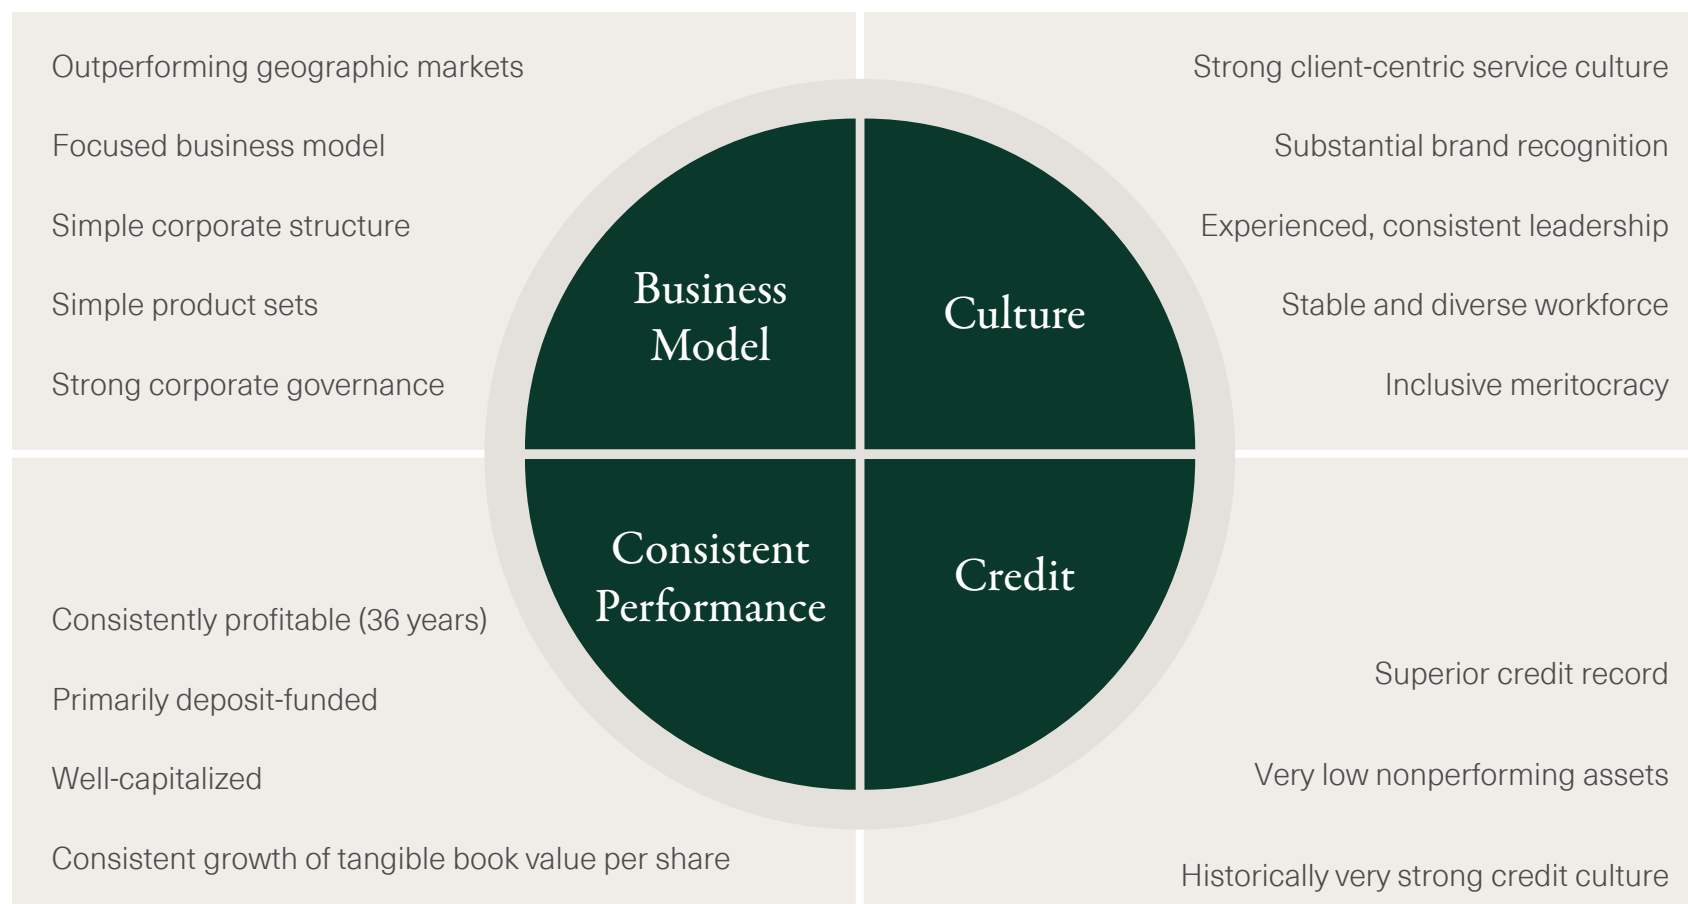 Outperforming geographic markets
Focused business model
Simple corporate structure
Simple product sets
Strong corporate governance
Business
Model
Culture
Strong client-centric service culture
Substantial brand recognition
Experienced, consistent leadership
Stable and diverse workforce
Inclusive meritocracy
Consistently profitable (36 years)
Primarily deposit-funded
Well-capitalized
Consistent growth of tangible book value per share
Consistent
Performance
Credit
Superior credit record
Very low nonperforming assets
Historically very strong credit culture